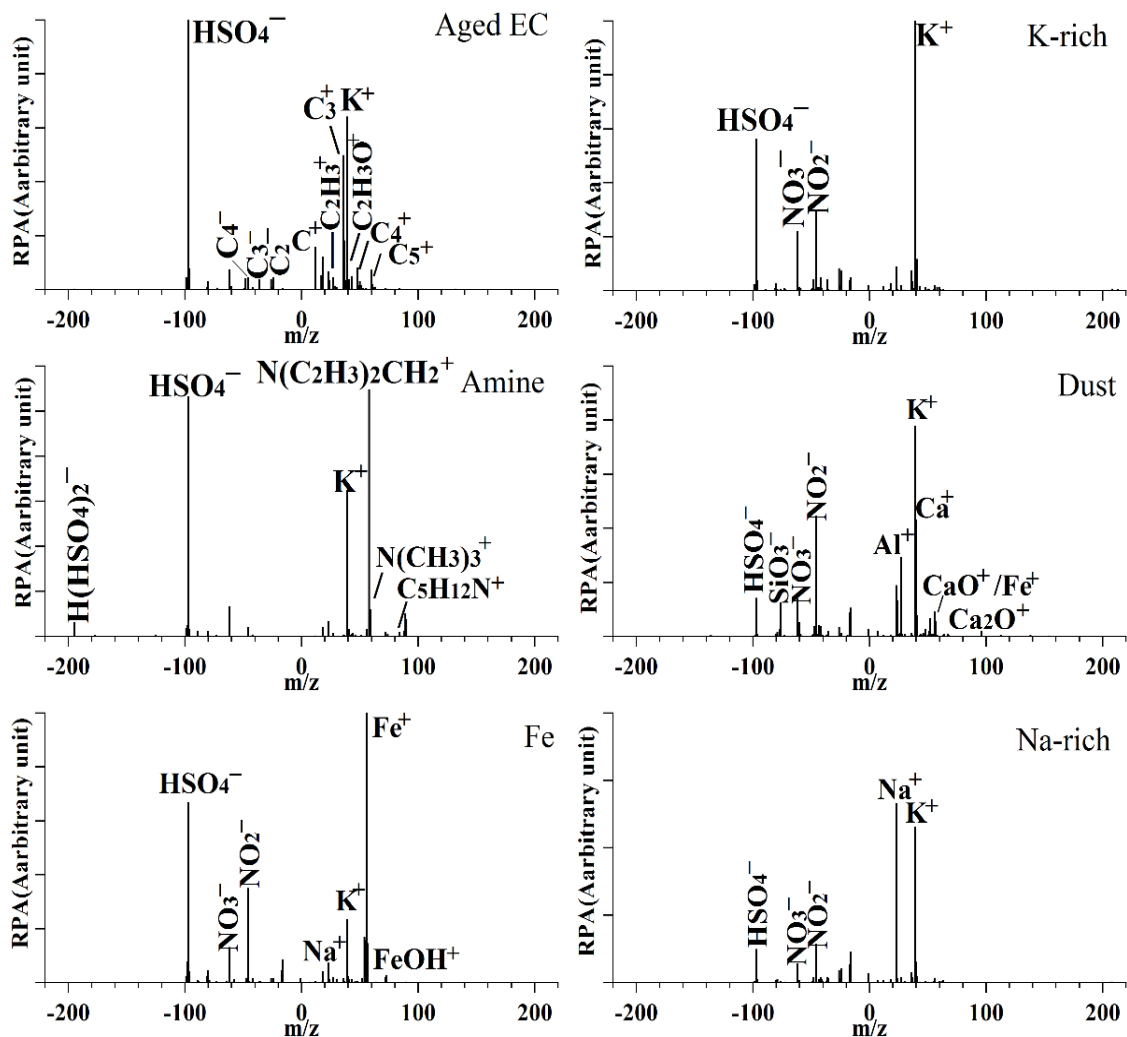 Aged EC
RPA(Aarbitrary unit)
HSO4−
C4−
C3−
C2−
C+
C2H3+
C3+
K+
C2H3O+
C4+
C5+
-200 -100 0 100 200
m/z
K-rich
RPA(Aarbitrary unit)
HSO4−
NO3−
NO2−
K+
-200 -100 0 100 200
m/z
Amine
RPA(Aarbitrary unit)
H(HSO4)2−
HSO4−
N(C2H3)2CH2+
K+
N(CH3)3+
C5H12N+
-200 -100 0 100 200
m/z
Dust
RPA(Aarbitrary unit)
HSO4−
SiO3−
NO3−
NO2−
Al+
K+
Ca+
CaO+/Fe+
Ca2O+
-200 -100 0 100 200
m/z
Fe
RPA(Aarbitrary unit)
HSO4−
NO3−
NO2−
Na+
K+
Fe+
FeOH+
-200 -100 0 100 200
m/z
Na-rich
RPA(Aarbitrary unit)
HSO4−
NO3−
NO2−
Na+
K+
-200 -100 0 100 200
m/z